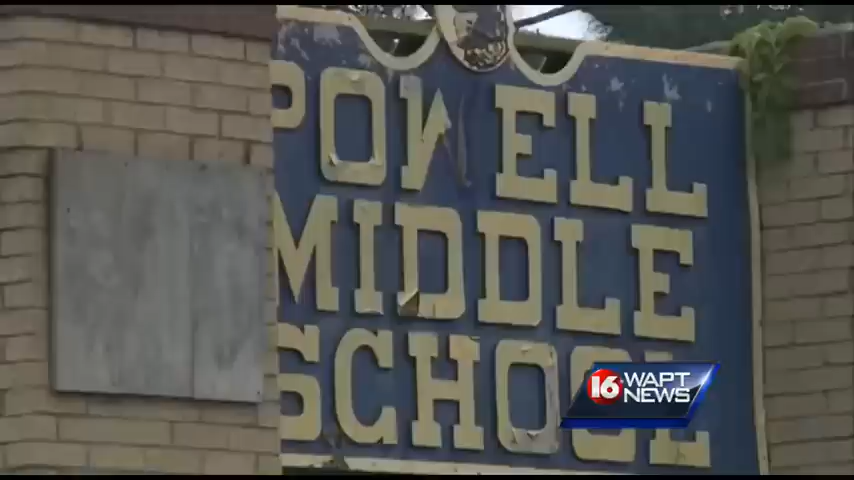 POWELL
MIDDLE
SCHOOL
16 WAPT
NEWS